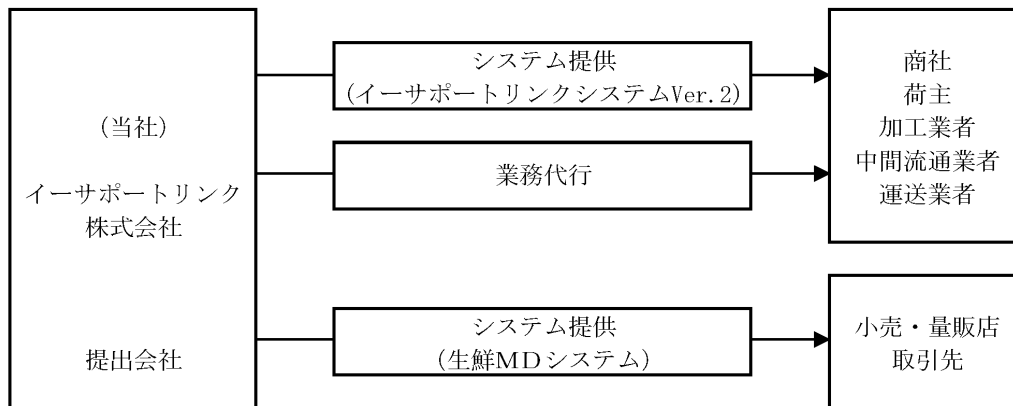 (当社)
イーサポートリンク
株式会社
提出会社
システム提供
(イーサポートリンクシステムVer.2)
業務代行
システム提供
(生鮮MDシステム)
商社
荷主
加工業者
中間流通業者
運送業者
小売・量販店
取引先